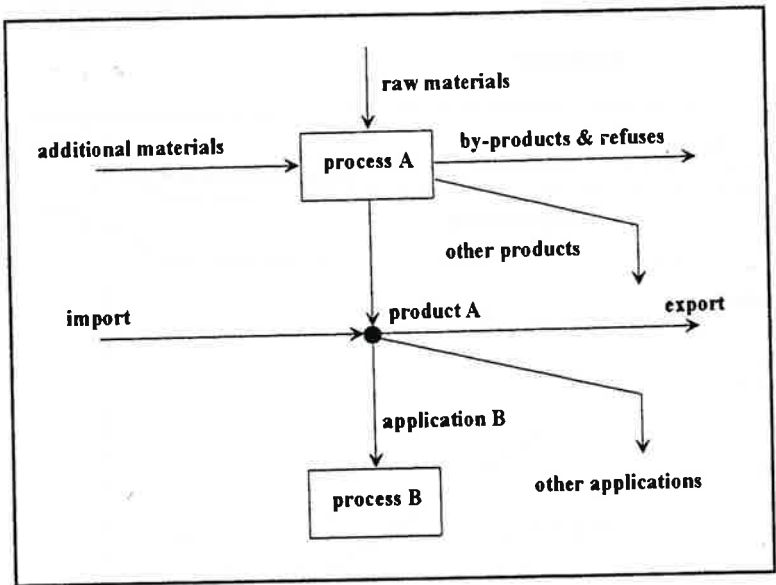 raw materials
additional materials
process A
by-products & refuses
other products
import
product A
export
application B
process B
other applications